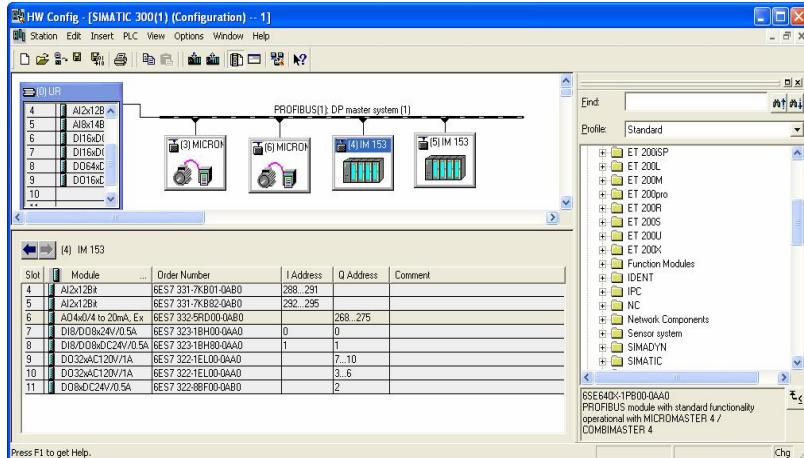 HW Config - [SIMATIC 300(1) (Configuration) -- 1]
Station Edit Insert PLC View Options Window Help
(0) UR
4 AI2x12B
5 AI8x14B
6 DI16xD(
7 DI16xD(
8 DO64xD
9 DO16xD
10
PROFIBUS(1): DP master system (1)
(3) MICROM
(6) MICROM
(4) IM 153
(5) IM 153
(4) IM 153
Slot Module ... Order Number I Address Q Address Comment
4 AI2x12Bit 6ES7 331-7KB01-0AB0 288...291
5 AI2x12Bit 6ES7 331-7KB82-0AB0 292...295
6 AO4x0/4 to 20mA, Ex 6ES7 332-5RD00-0AB0 268...275
7 DI8/DO8x24V/0.5A 6ES7 323-1BH00-0AA0 0 0
8 DI8/DO8xDC24V/0.5A 6ES7 323-1BH80-0AA0 1 1
9 DO32xAC120V/1A 6ES7 322-1EL00-0AA0 7...10
10 DO32xAC120V/1A 6ES7 322-1EL00-0AA0 3...6
11 DO8xDC24V/0.5A 6ES7 322-8BF00-0AB0 2
Find:
Profile: Standard
ET 200iSP
ET 200L
ET 200M
ET 200pro
ET 200R
ET 200S
ET 200U
ET 200X
Function Modules
IDENT
IPC
NC
Network Components
Sensor system
SIMADYN
SIMATIC
6SE640X-1PB00-0AA0
PROFIBUS module with standard functionality
operational with MICROMASTER 4 /
COMBIMASTER 4
Press F1 to get Help.
Chg